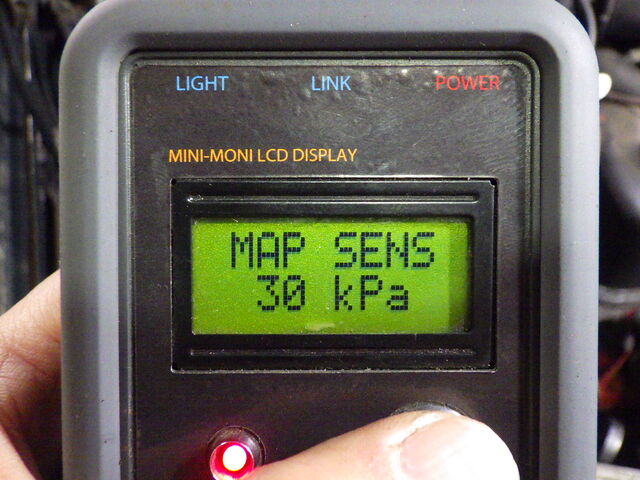 LIGHT LINK POWER
MINI-MONI LCD DISPLAY
MAP SENS
30 kPa